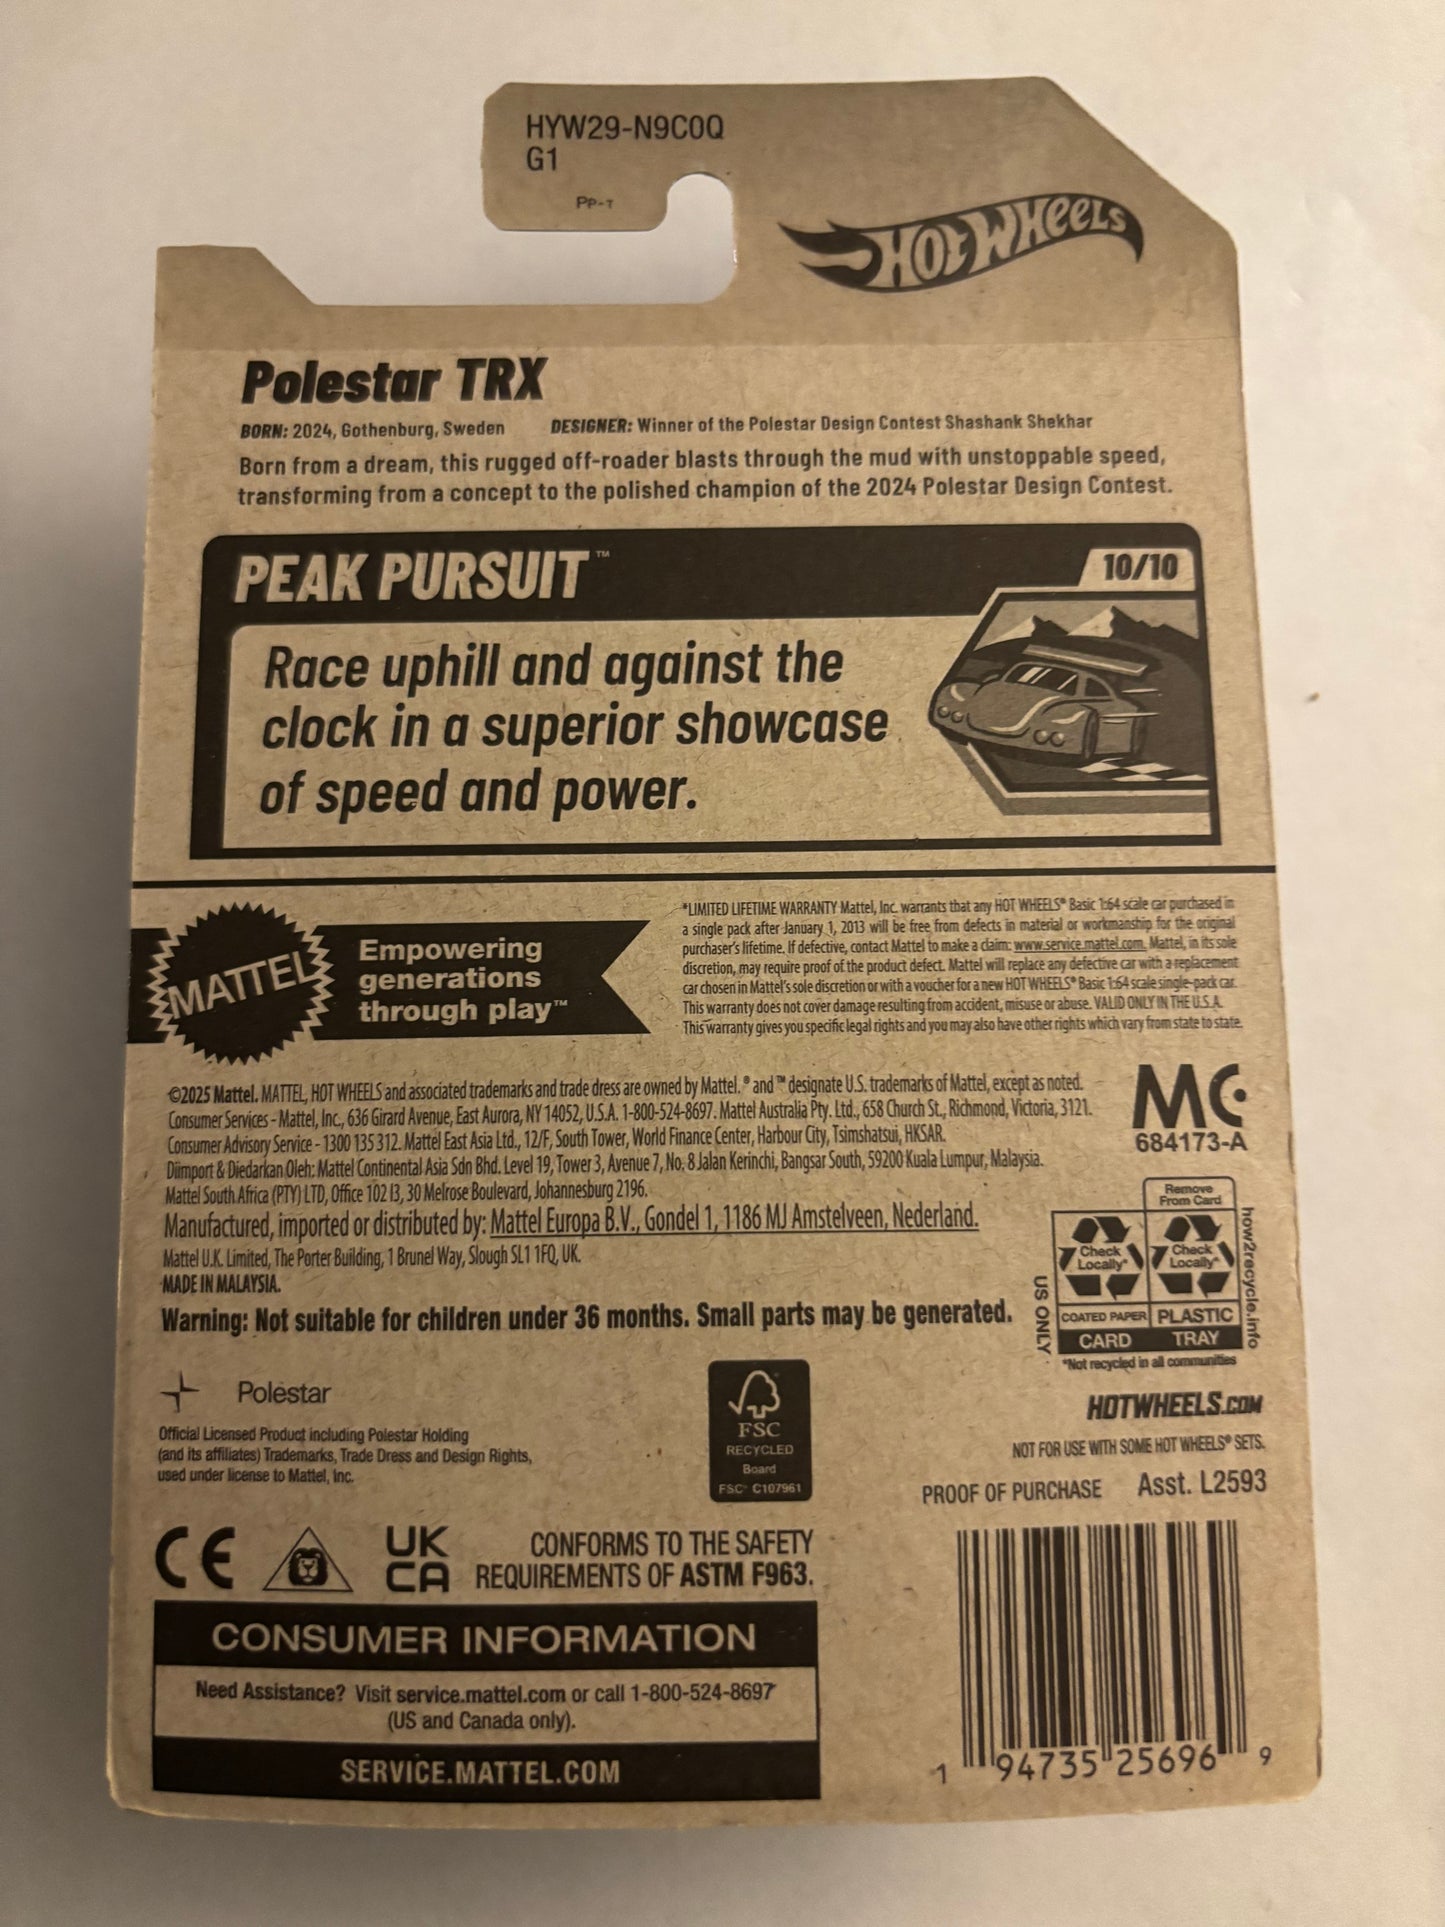 HYW29-N9C0Q
G1
PP-T
HOT WHEELS
Polestar TRX
BORN: 2024, Gothenburg, Sweden DESIGNER: Winner of the Polestar Design Contest Shashank Shekhar
Born from a dream, this rugged off-roader blasts through the mud with unstoppable speed,
transforming from a concept to the polished champion of the 2024 Polestar Design Contest.
PEAK PURSUIT™
10/10
Race uphill and against the
clock in a superior showcase
of speed and power.
MATTEL
Empowering
generations
through play™
*LIMITED LIFETIME WARRANTY Mattel, Inc. warrants that any HOT WHEELS® Basic 1:64 scale car purchased in
a single pack after January 1, 2013 will be free from defects in material or workmanship for the original
purchaser's lifetime. If defective, contact Mattel to make a claim: www.service.mattel.com. Mattel, in its sole
discretion, may require proof of the product defect. Mattel will replace any defective car with a replacement
car chosen in Mattel's sole discretion or with a voucher for a new HOT WHEELS® Basic 1:64 scale single-pack car.
This warranty does not cover damage resulting from accident, misuse or abuse. VALID ONLY IN THE U.S.A.
This warranty gives you specific legal rights and you may also have other rights which vary from state to state.
©2025 Mattel. MATTEL, HOT WHEELS and associated trademarks and trade dress are owned by Mattel. ® and ™ designate U.S. trademarks of Mattel, except as noted.
Consumer Services - Mattel, Inc., 636 Girard Avenue, East Aurora, NY 14052, U.S.A. 1-800-524-8697. Mattel Australia Pty. Ltd., 658 Church St., Richmond, Victoria, 3121.
Consumer Advisory Service - 1300 135 312. Mattel East Asia Ltd., 12/F, South Tower, World Finance Center, Harbour City, Tsimshatsui, HKSAR.
Diimport & Diedarkan Oleh: Mattel Continental Asia Sdn Bhd. Level 19, Tower 3, Avenue 7, No. 8 Jalan Kerinchi, Bangsar South, 59200 Kuala Lumpur, Malaysia.
Mattel South Africa (PTY) LTD, Office 102 I3, 30 Melrose Boulevard, Johannesburg 2196.
Manufactured, imported or distributed by: Mattel Europa B.V., Gondel 1, 1186 MJ Amstelveen, Nederland.
Mattel U.K. Limited, The Porter Building, 1 Brunel Way, Slough SL1 1FQ, UK.
MADE IN MALAYSIA.
Warning: Not suitable for children under 36 months. Small parts may be generated.
MC
684173-A
Remove
From Card
Check
Locally*
Check
Locally*
COATED PAPER PLASTIC
CARD TRAY
US ONLY
how2recycle.info
*Not recycled in all communities
Polestar
Official Licensed Product including Polestar Holding
(and its affiliates) Trademarks, Trade Dress and Design Rights,
used under license to Mattel, Inc.
FSC
RECYCLED
Board
FSC® C107961
HOTWHEELS.COM
NOT FOR USE WITH SOME HOT WHEELS® SETS.
PROOF OF PURCHASE Asst. L2593
CE
UK
CA
CONFORMS TO THE SAFETY
REQUIREMENTS OF ASTM F963.
CONSUMER INFORMATION
Need Assistance? Visit service.mattel.com or call 1-800-524-8697
(US and Canada only).
SERVICE.MATTEL.COM
1 94735 25696 9